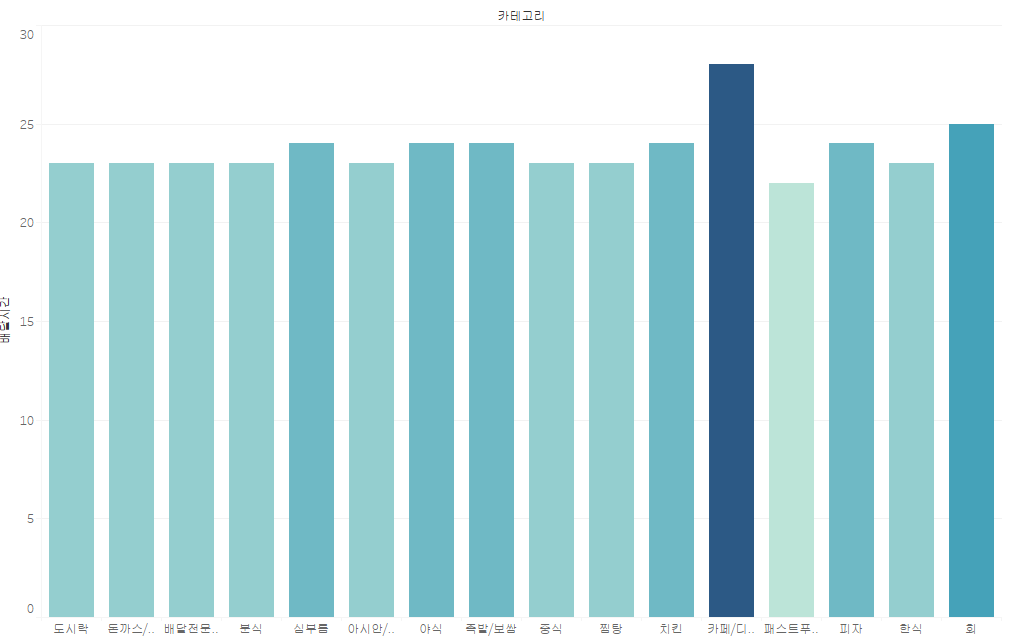 카테고리
30
25
20
15
10
5
0
배달시간
도시락
돈까스/..
배달전문..
분식
심부름
아시안/..
야식
족발/보쌈
중식
찜탕
치킨
카페/디..
패스트푸..
피자
한식
회